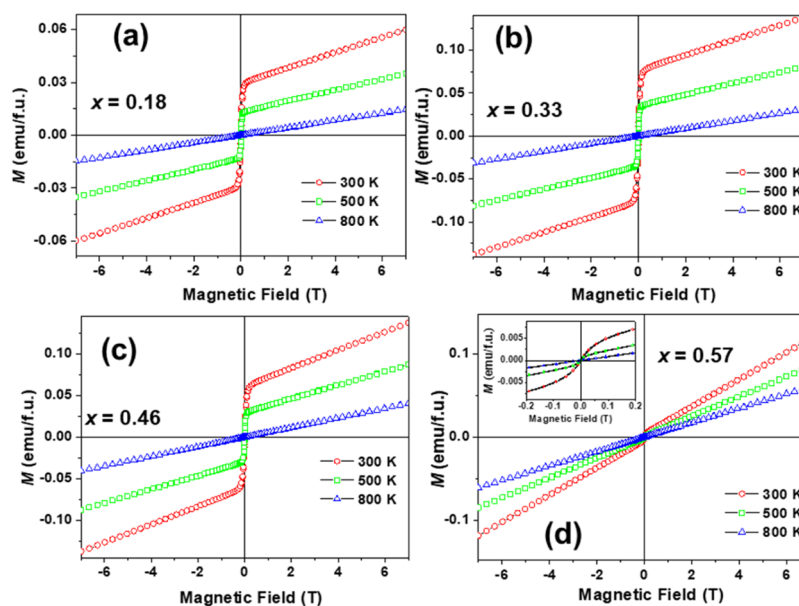 (a)
x = 0.18
M (emu/f.u.)
0.06
0.03
0.00
-0.03
-0.06
300 K
500 K
800 K
-6 -4 -2 0 2 4 6
Magnetic Field (T)
(b)
x = 0.33
M (emu/f.u.)
0.10
0.05
0.00
-0.05
-0.10
300 K
500 K
800 K
-6 -4 -2 0 2 4 6
Magnetic Field (T)
(c)
x = 0.46
M (emu/f.u.)
0.10
0.05
0.00
-0.05
-0.10
300 K
500 K
800 K
-6 -4 -2 0 2 4 6
Magnetic Field (T)
M (emu/f.u.)
0.005
0.000
-0.005
-0.2 -0.1 0.0 0.1 0.2
Magnetic Field (T)
x = 0.57
M (emu/f.u.)
0.1
0.0
-0.1
300 K
500 K
800 K
(d)
-6 -4 -2 0 2 4 6
Magnetic Field (T)